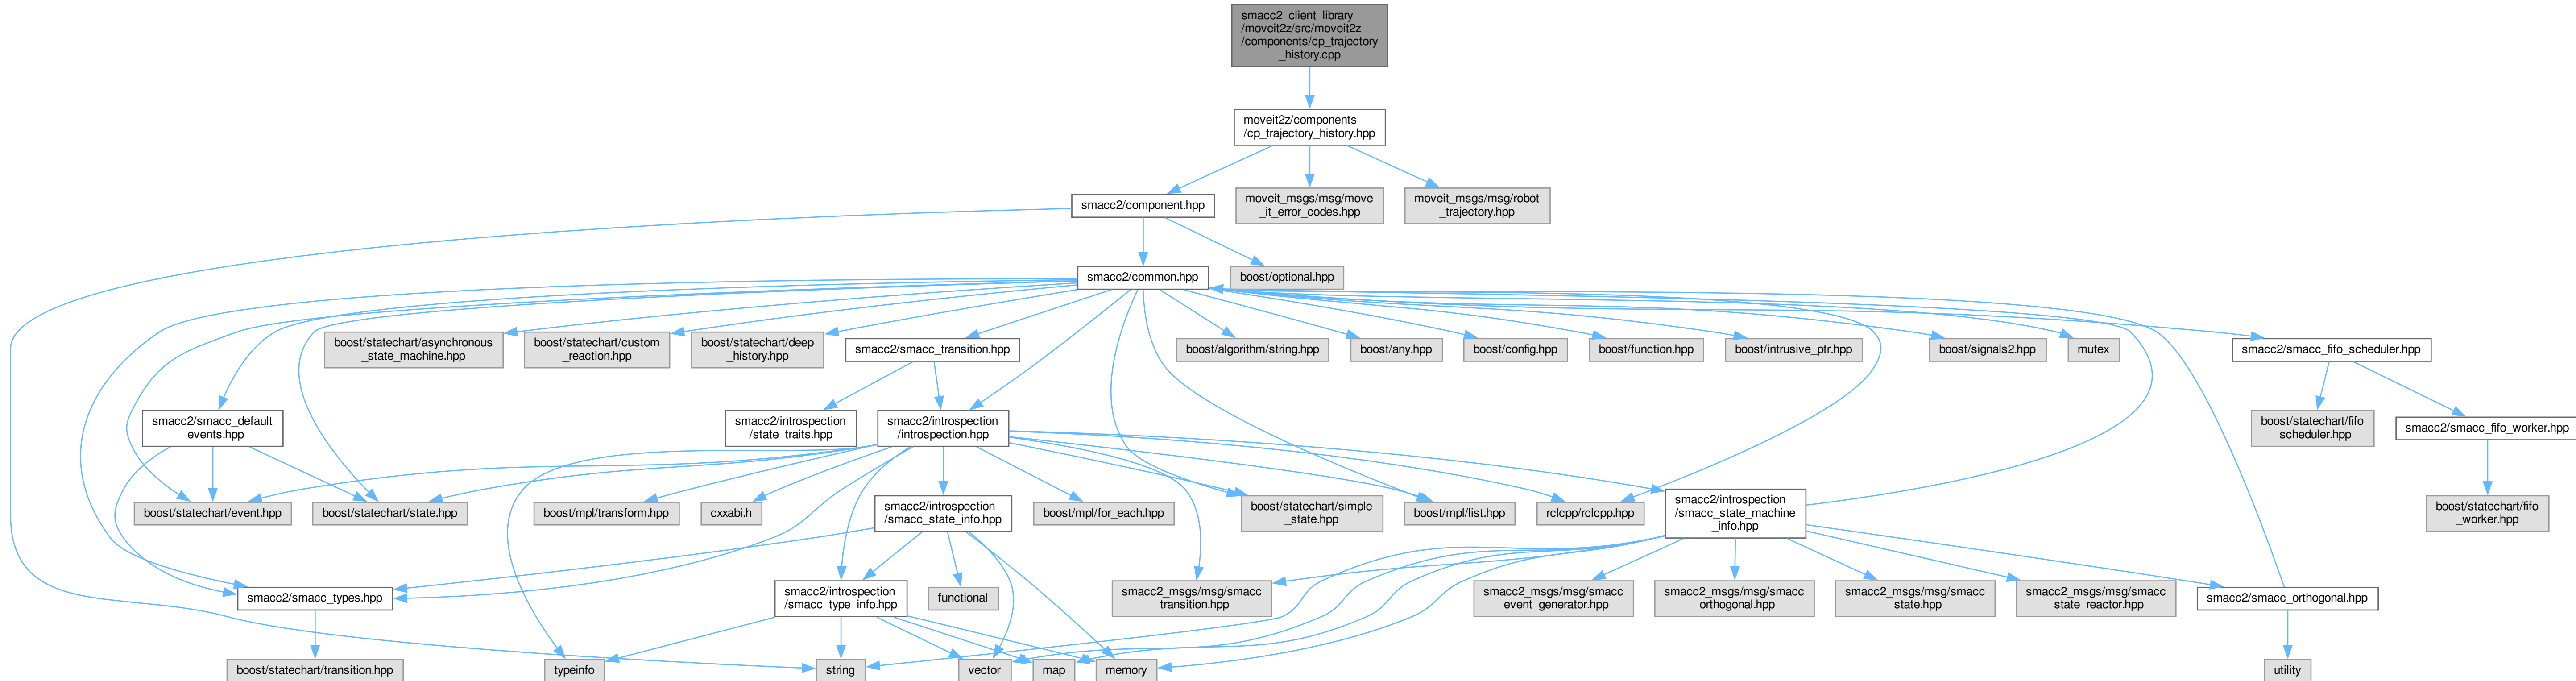 smacc2_client_library
/moveit2z/src/moveit2z
/components/cp_trajectory
_history.cpp
moveit2z/components
/cp_trajectory_history.hpp
smacc2/component.hpp
moveit_msgs/msg/move
_it_error_codes.hpp
moveit_msgs/msg/robot
_trajectory.hpp
smacc2/common.hpp
boost/optional.hpp
boost/statechart/asynchronous
_state_machine.hpp
boost/statechart/custom
_reaction.hpp
boost/statechart/deep
_history.hpp
smacc2/smacc_transition.hpp
boost/algorithm/string.hpp
boost/any.hpp
boost/config.hpp
boost/function.hpp
boost/intrusive_ptr.hpp
boost/signals2.hpp
mutex
smacc2/smacc_fifo_scheduler.hpp
smacc2/smacc_default
_events.hpp
smacc2/introspection
/state_traits.hpp
smacc2/introspection
/introspection.hpp
boost/statechart/fifo
_scheduler.hpp
smacc2/smacc_fifo_worker.hpp
boost/statechart/event.hpp
boost/statechart/state.hpp
boost/mpl/transform.hpp
cxxabi.h
smacc2/introspection
/smacc_state_info.hpp
boost/mpl/for_each.hpp
boost/statechart/simple
_state.hpp
boost/mpl/list.hpp
rclcpp/rclcpp.hpp
smacc2/introspection
/smacc_state_machine
_info.hpp
boost/statechart/fifo
_worker.hpp
smacc2/smacc_types.hpp
smacc2/introspection
/smacc_type_info.hpp
functional
smacc2_msgs/msg/smacc
_transition.hpp
smacc2_msgs/msg/smacc
_event_generator.hpp
smacc2_msgs/msg/smacc
_orthogonal.hpp
smacc2_msgs/msg/smacc
_state.hpp
smacc2_msgs/msg/smacc
_state_reactor.hpp
smacc2/smacc_orthogonal.hpp
boost/statechart/transition.hpp
typeinfo
string
vector
map
memory
utility